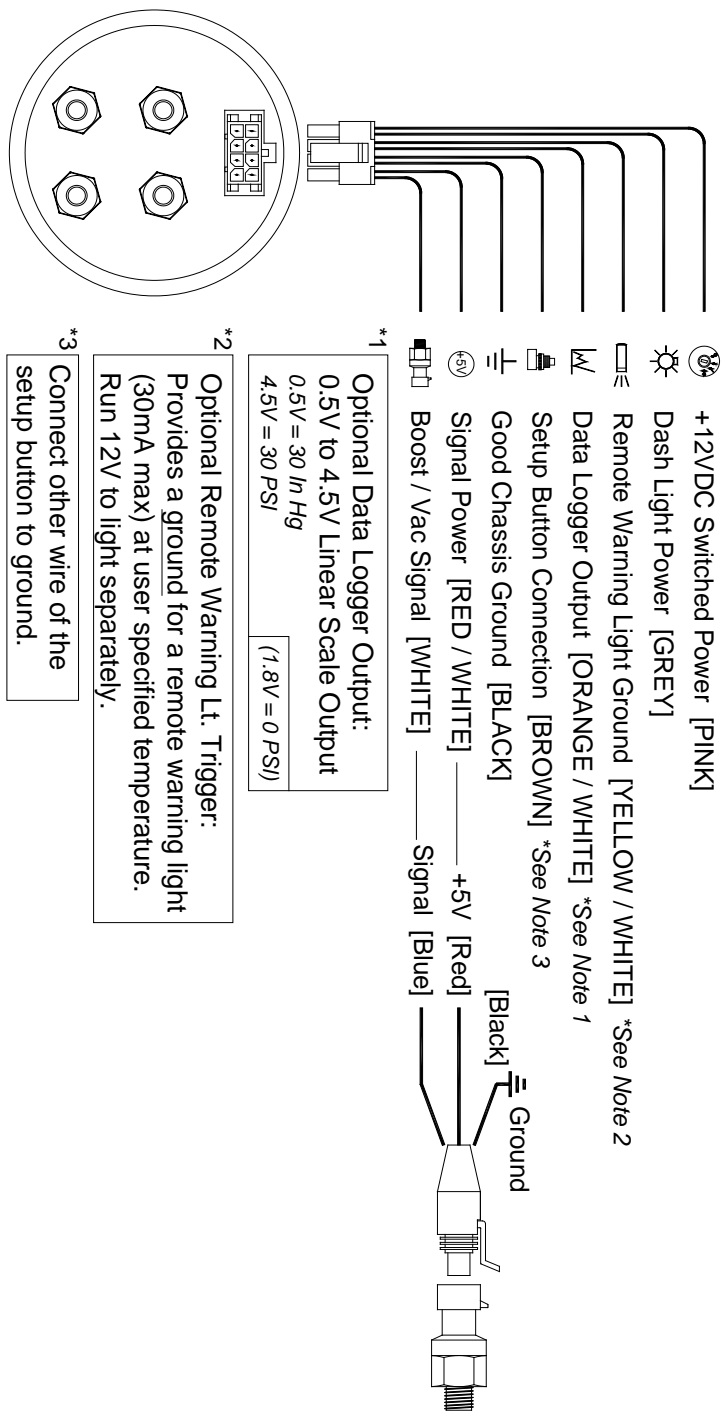 +12VDC Switched Power [PINK]
Dash Light Power [GREY]
Remote Warning Light Ground [YELLOW / WHITE] *See Note 2
Data Logger Output [ORANGE / WHITE] *See Note 1
Setup Button Connection [BROWN] *See Note 3
Good Chassis Ground [BLACK]
+5V
Signal Power [RED / WHITE]
Boost / Vac Signal [WHITE]
Ground
[Black]
+5V [Red]
Signal [Blue]
*1
Optional Data Logger Output:
0.5V to 4.5V Linear Scale Output
0.5V = 30 In Hg
4.5V = 30 PSI
(1.8V = 0 PSI)
*2
Optional Remote Warning Lt. Trigger:
Provides a ground for a remote warning light
(30mA max) at user specified temperature.
Run 12V to light separately.
*3
Connect other wire of the
setup button to ground.